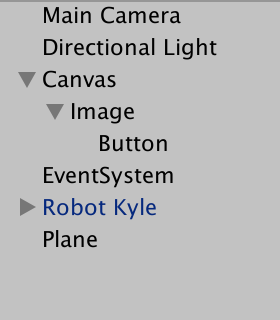 Main Camera
Directional Light
Canvas
Image
Button
EventSystem
Robot Kyle
Plane